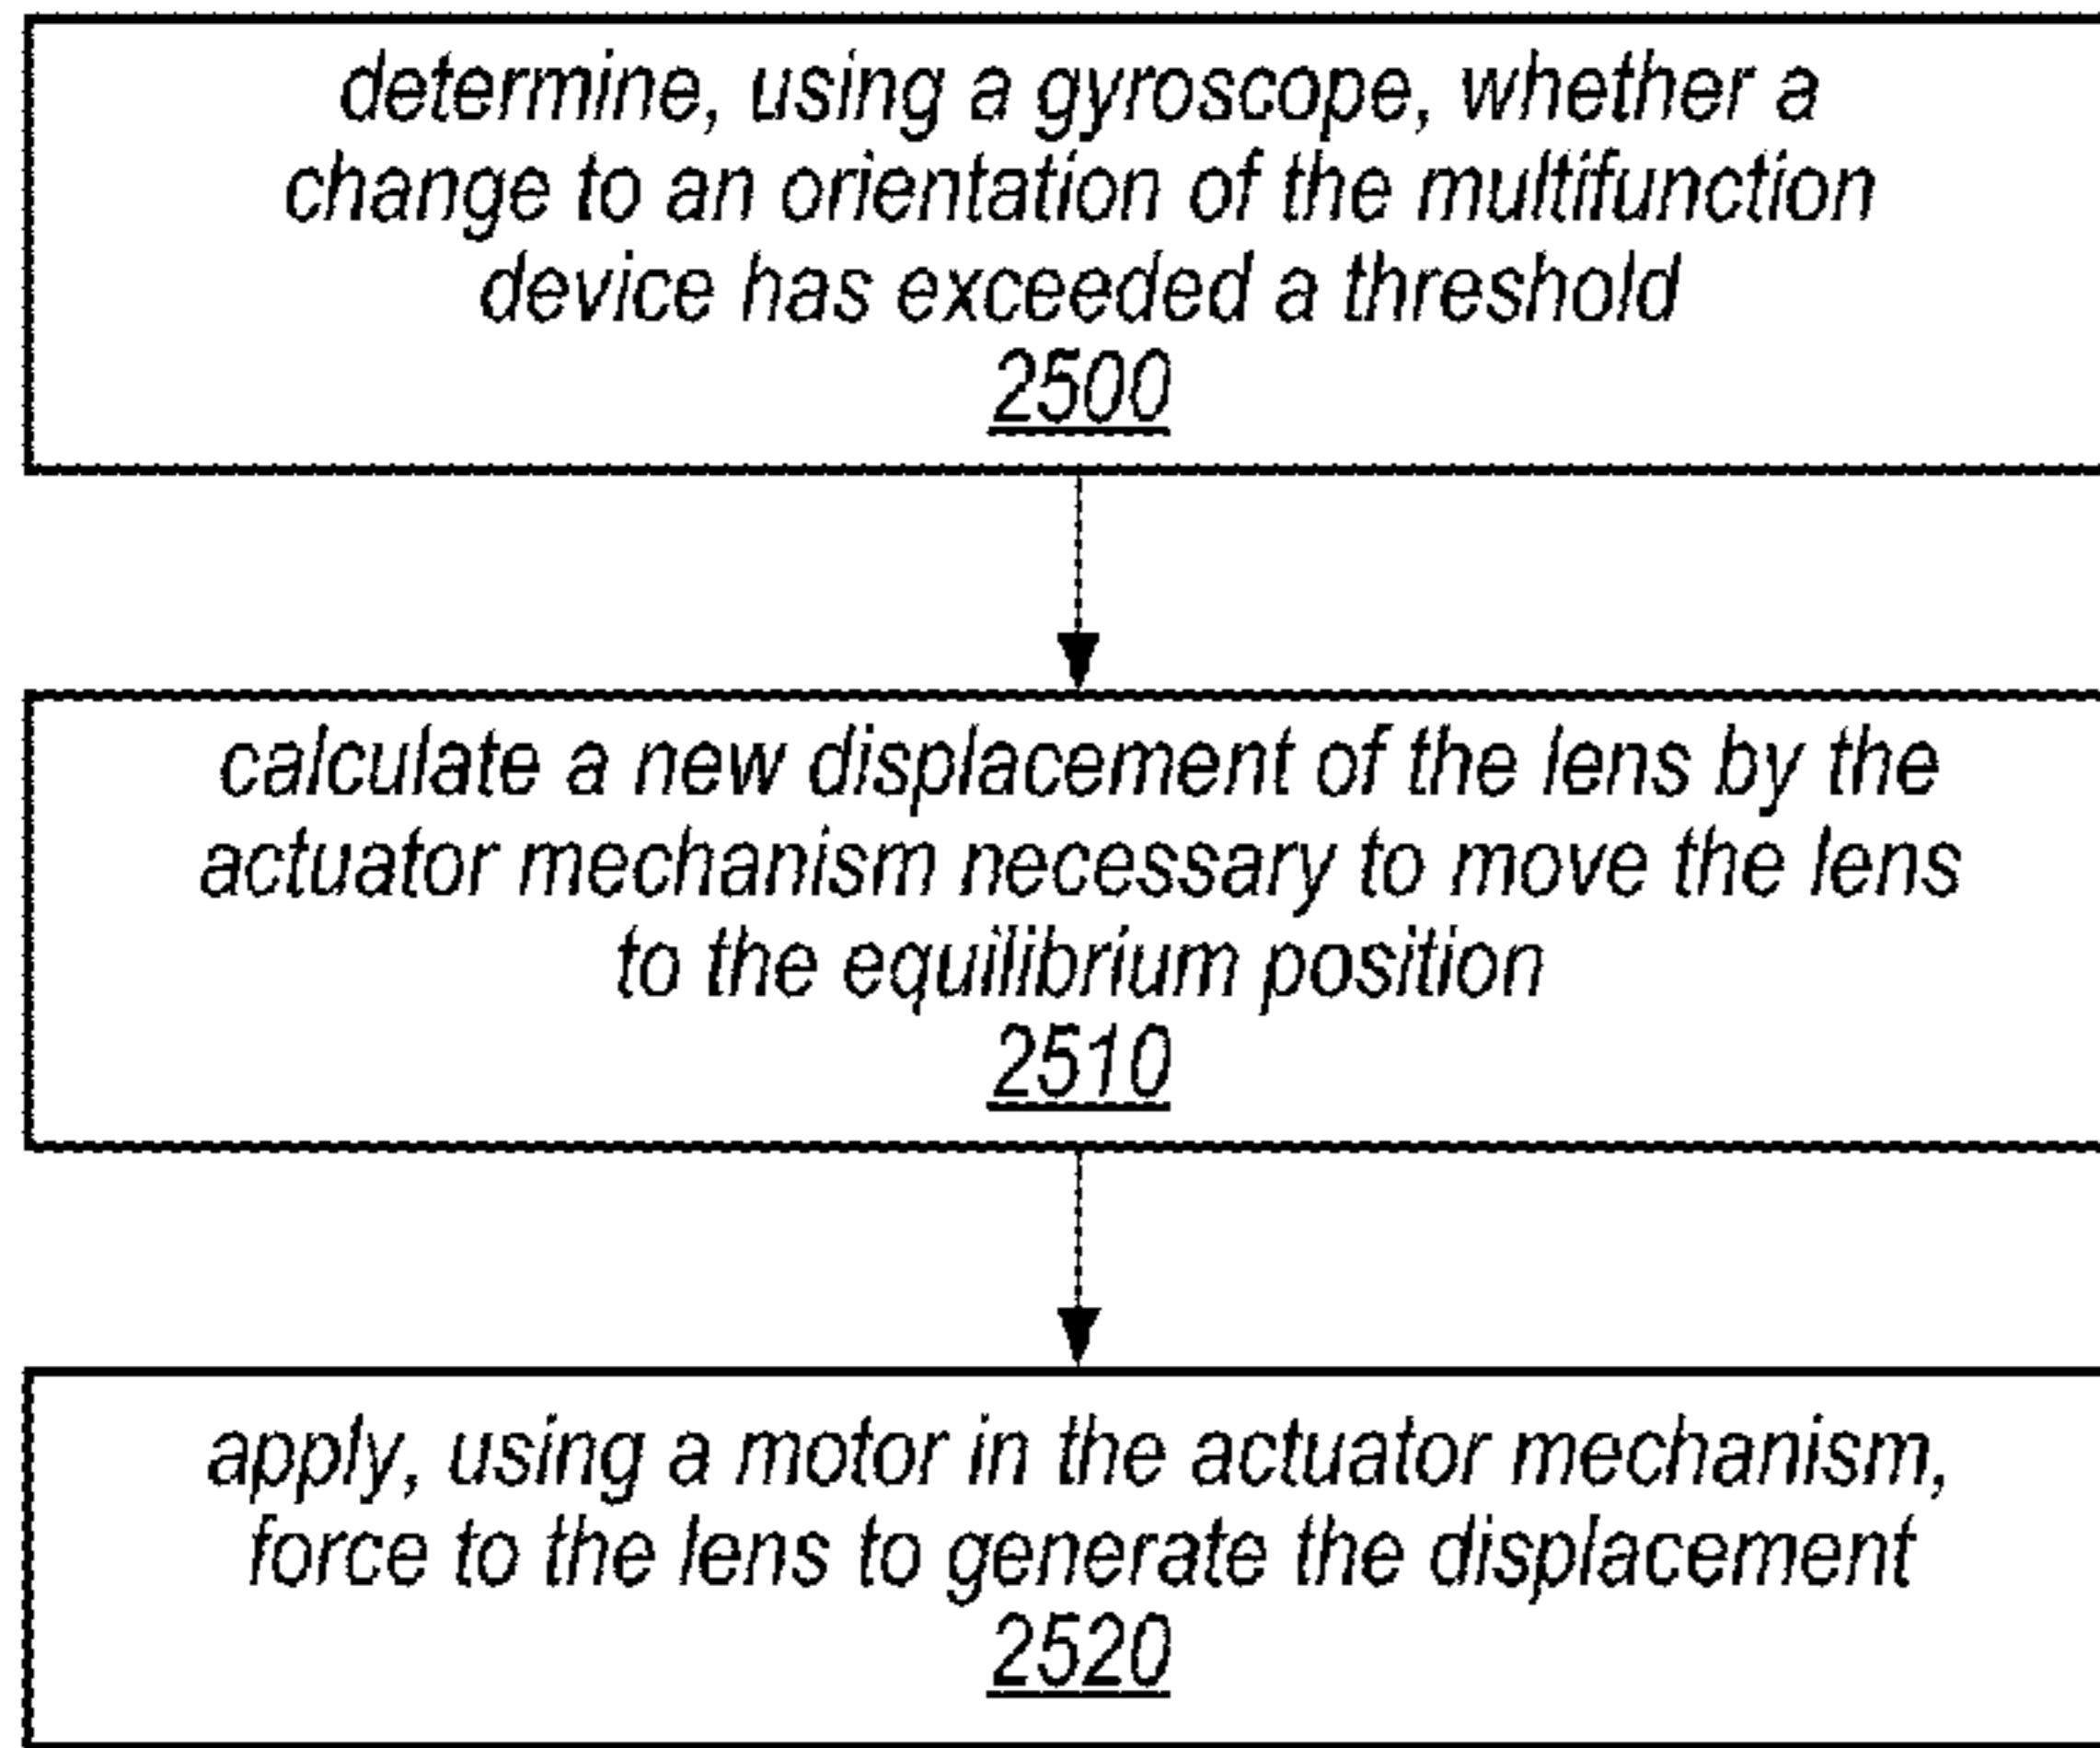 determine, using a gyroscope, whether a
change to an orientation of the multifunction
device has exceeded a threshold
2500
calculate a new displacement of the lens by the
actuator mechanism necessary to move the lens
to the equilibrium position
2510
apply, using a motor in the actuator mechanism,
force to the lens to generate the displacement
2520